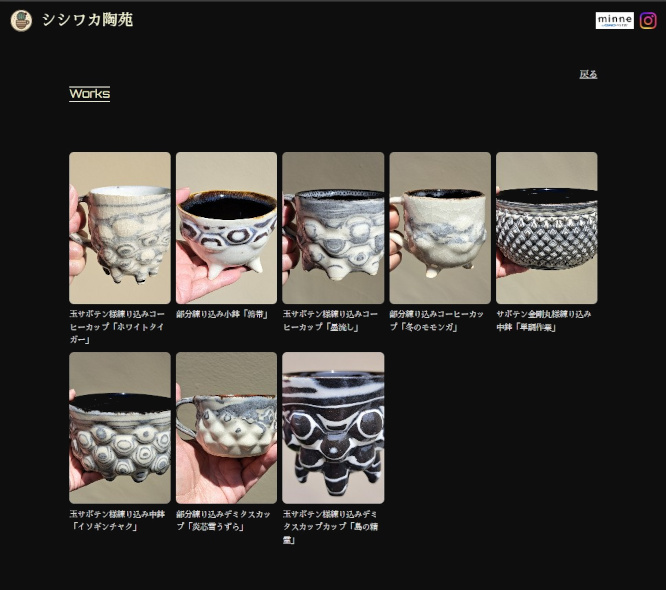 シシワカ陶苑
minne
戻る
Works
玉サボテン様練り込みコー
ヒーカップ「ホワイトタイ
ガー」
部分練り込み小鉢「 帯」
玉サボテン様練り込みコー
ヒーカップ「墨流し」
部分練り込みコーヒーカッ
プ「冬のモモンガ」
サボテン金剛丸様練り込み
中鉢「単調作業」
玉サボテン様練り込み中鉢
「イソギンチャク」
部分練り込みデミタスカッ
プ「炎芯雪うずら」
玉サボテン様練り込みデミ
タスカップカップ「島の精
霊」